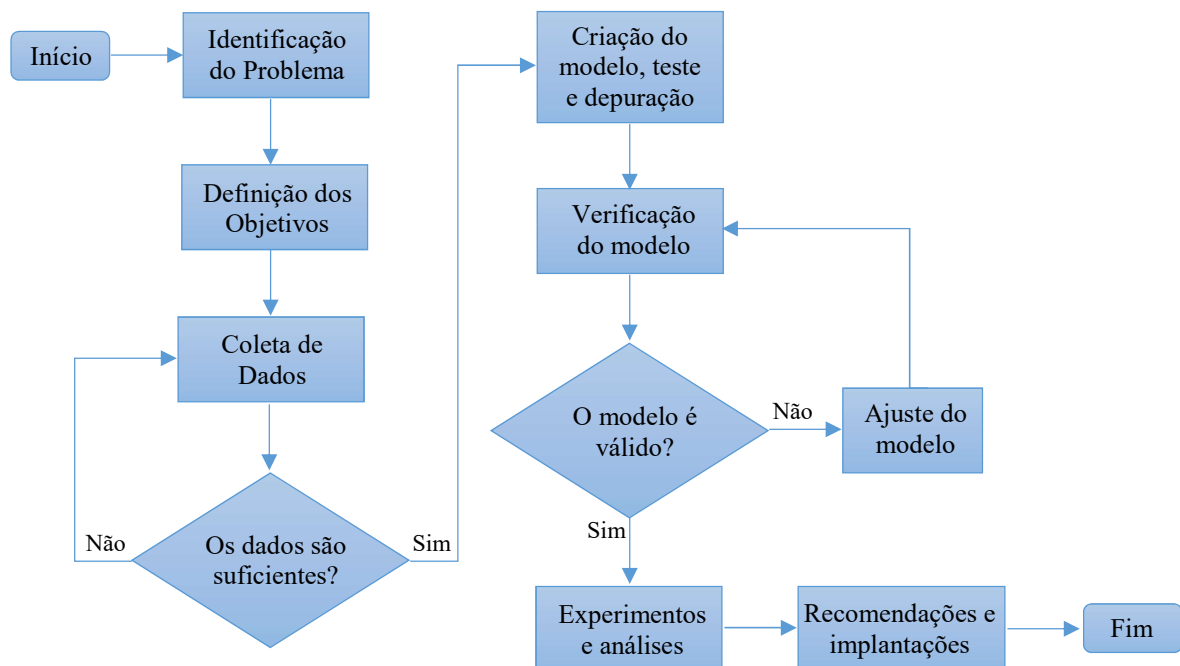 Início
Identificação
do Problema
Definição dos
Objetivos
Coleta de
Dados
Os dados são
suficientes?
Não
Sim
Criação do
modelo, teste
e depuração
Verificação
do modelo
O modelo é
válido?
Não
Ajuste do
modelo
Sim
Experimentos
e análises
Recomendações e
implantações
Fim